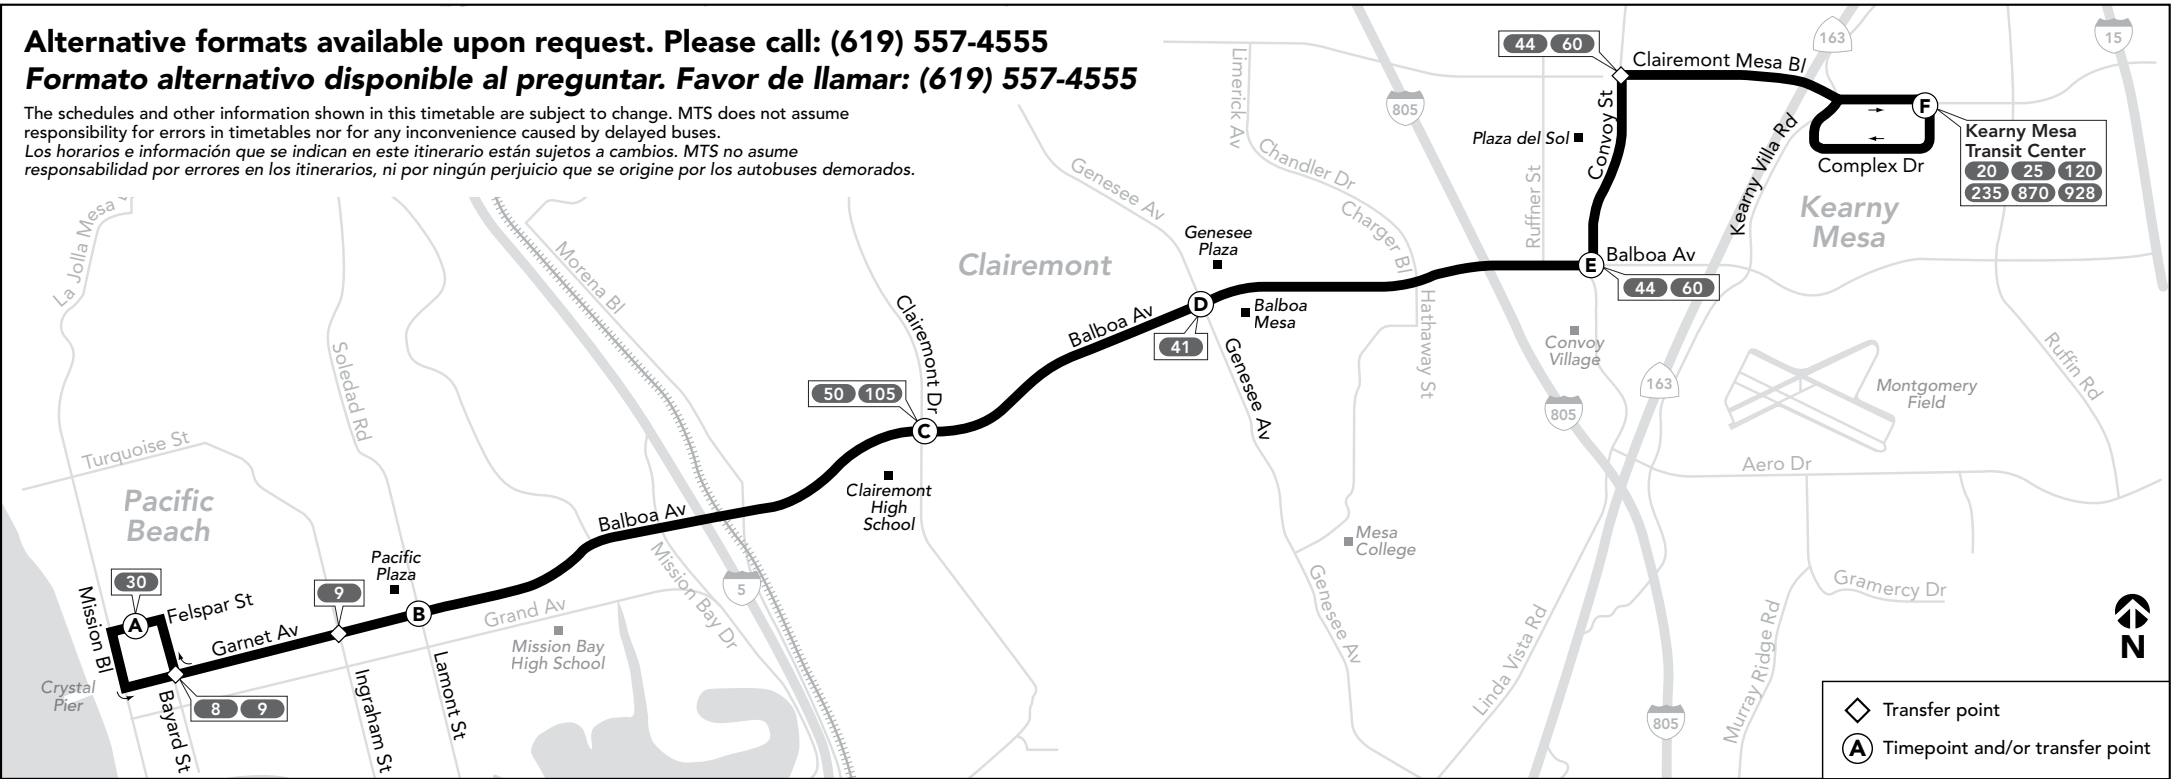 Alternative formats available upon request. Please call: (619) 557-4555
Formato alternativo disponible al preguntar. Favor de llamar: (619) 557-4555
The schedules and other information shown in this timetable are subject to change. MTS does not assume
responsibility for errors in timetables nor for any inconvenience caused by delayed buses.
Los horarios e información que se indican en este itinerario están sujetos a cambios. MTS no asume
responsabilidad por errores en los itinerarios, ni por ningún perjuicio que se origine por los autobuses demorados.
44 60
Clairemont Mesa Bl
163
15
805
Limerick Av
Plaza del Sol
Convoy St
F
Kearny Mesa
Transit Center
20 25 120
235 870 928
Complex Dr
Kearny Villa Rd
Kearny
Mesa
Chandler Dr
Charger Bl
Genesee Av
Ruffner St
La Jolla Mesa
Morena Bl
Genesee
Plaza
Clairemont
E
Balboa Av
44 60
D
Balboa
Mesa
41
Balboa Av
Genesee Av
Hathaway St
Convoy
Village
163
805
Montgomery
Field
Ruffin Rd
Clairemont Dr
50 105
C
Clairemont
High
School
Soledad Rd
Turquoise St
Pacific
Beach
Balboa Av
Aero Dr
Mesa
College
Genesee Av
Gramercy Dr
Pacific
Plaza
Mission Bay Dr
5
30
A
Felspar St
Mission Bl
9
B
Garnet Av
Grand Av
Mission Bay
High School
Crystal
Pier
8 9
Bayard St
Ingraham St
Lamont St
Linda Vista Rd
805
Murray Ridge Rd
N
Transfer point
A Timepoint and/or transfer point